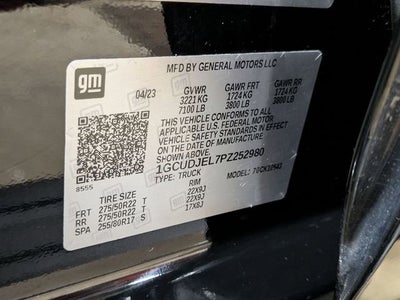 gm
MFD BY GENERAL MOTORS LLC
04/23 GVWR GAWR FRT GAWR RR
3221 KG 1724 KG 1724 KG
7100 LB 3800 LB 3800 LB
THIS VEHICLE CONFORMS TO ALL APPLICABLE U.S. FEDERAL MOTOR
VEHICLE SAFETY STANDARDS IN EFFECT ON THE DATE OF
MANUFACTURE SHOWN ABOVE.
1GCUDJEL7PZ252980
TYPE: TRUCK MODEL:
8555
TIRE SIZE RIM
FRT 275/50R22 T 22X9J
RR 275/50R22 T 22X9J
SPA 255/80R17 S 17X8J